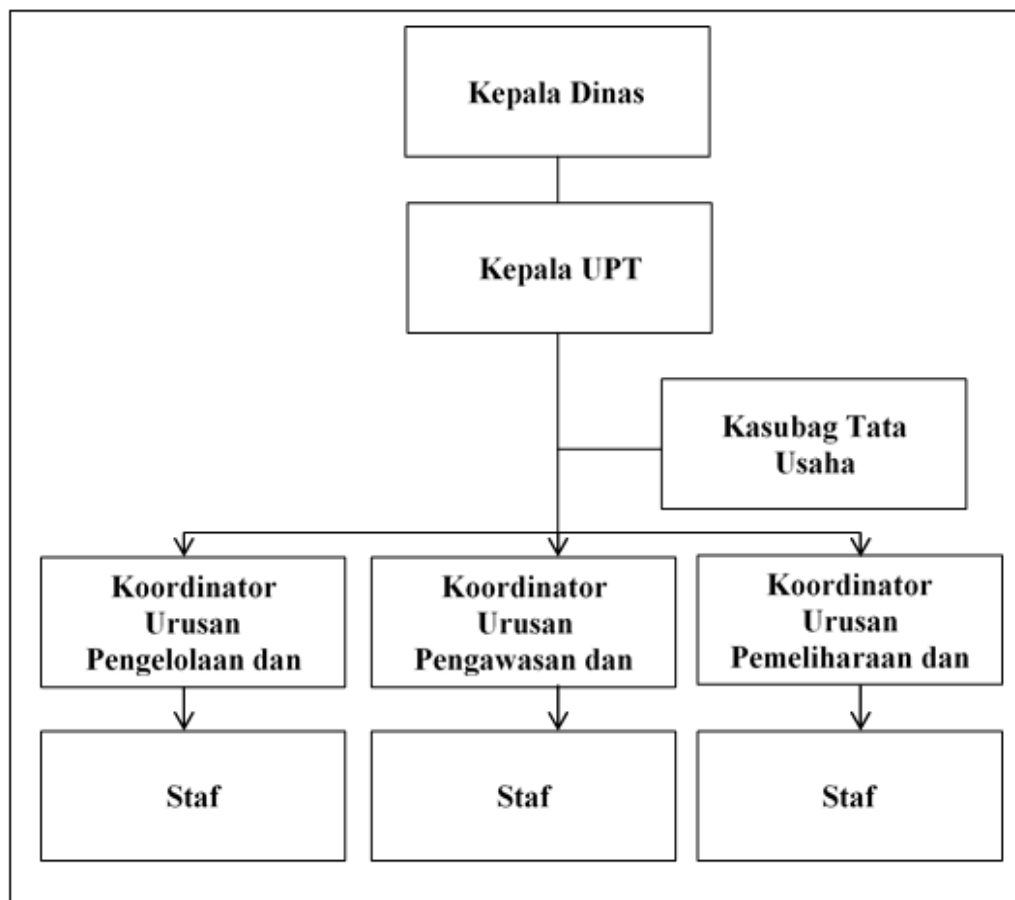 Kepala Dinas
Kepala UPT
Kasubag Tata
Usaha
Koordinator
Urusan
Pengelolaan dan
Koordinator
Urusan
Pengawasan dan
Koordinator
Urusan
Pemeliharaan dan
Staf
Staf
Staf